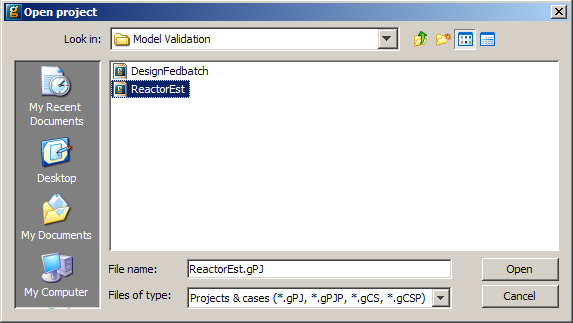 Open project
Look in: Model Validation
DesignFedbatch
ReactorEst
My Recent
Documents
Desktop
My Documents
My Computer
File name: ReactorEst.gPJ Open
Files of type: Projects & cases (*.gPJ, *.gPJP, *.gCS, *.gCSP) Cancel